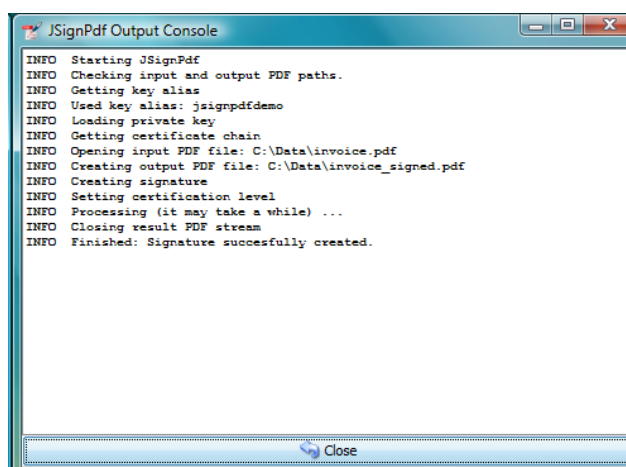 JSignPdf Output Console
INFO Starting JSignPdf
INFO Checking input and output PDF paths.
INFO Getting key alias
INFO Used key alias: jsignpdfdemo
INFO Loading private key
INFO Getting certificate chain
INFO Opening input PDF file: C:\Data\invoice.pdf
INFO Creating output PDF file: C:\Data\invoice_signed.pdf
INFO Creating signature
INFO Setting certification level
INFO Processing (it may take a while) ...
INFO Closing result PDF stream
INFO Finished: Signature succesfully created.
Close